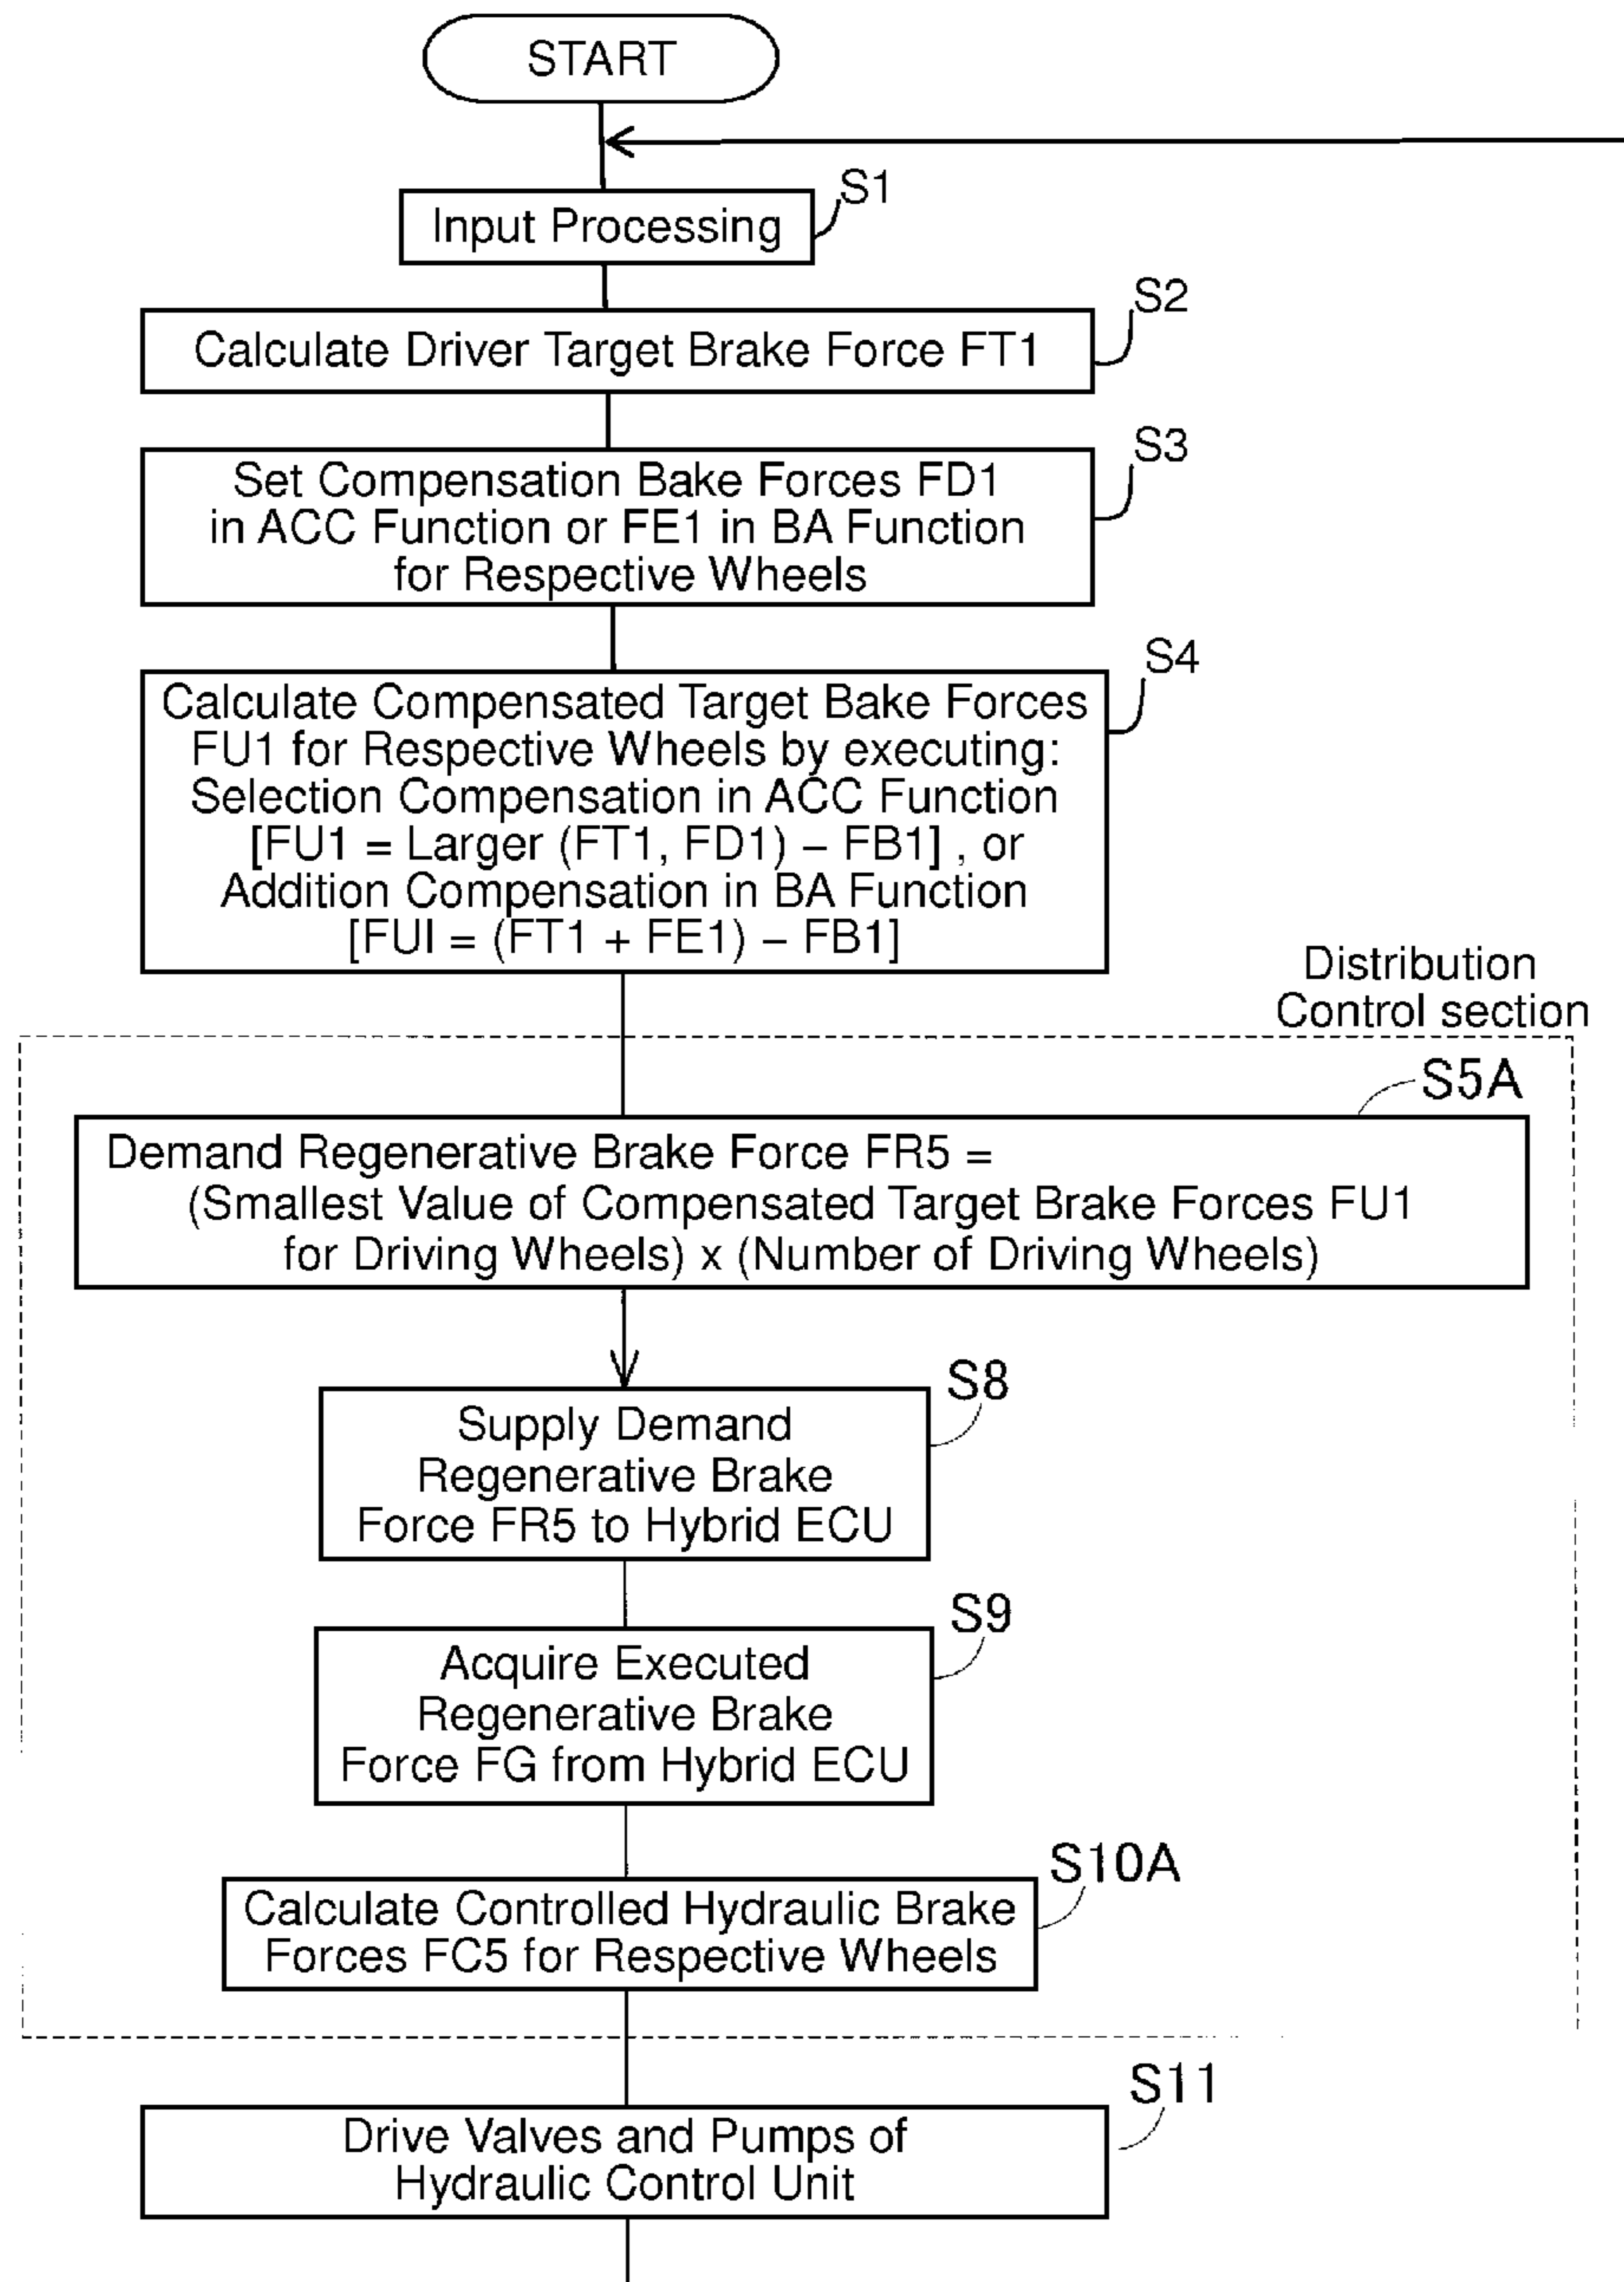 START
S1
Input Processing
S2
Calculate Driver Target Brake Force FT1
S3
Set Compensation Bake Forces FD1
in ACC Function or FE1 in BA Function
for Respective Wheels
S4
Calculate Compensated Target Bake Forces
FU1 for Respective Wheels by executing:
Selection Compensation in ACC Function
[FU1 = Larger (FT1, FD1) – FB1] , or
Addition Compensation in BA Function
[FUI = (FT1 + FE1) – FB1]
Distribution
Control section
S5A
Demand Regenerative Brake Force FR5 =
(Smallest Value of Compensated Target Brake Forces FU1
for Driving Wheels) x (Number of Driving Wheels)
S8
Supply Demand
Regenerative Brake
Force FR5 to Hybrid ECU
S9
Acquire Executed
Regenerative Brake
Force FG from Hybrid ECU
S10A
Calculate Controlled Hydraulic Brake
Forces FC5 for Respective Wheels
S11
Drive Valves and Pumps of
Hydraulic Control Unit